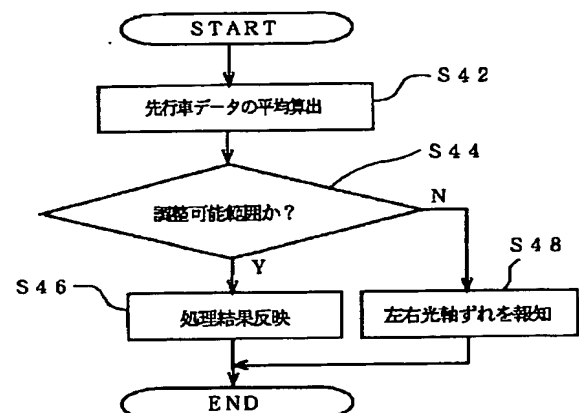 START
S42
先行車データの平均算出
S44
調整可能範囲か？
N
Y
S46
S48
処理結果反映
左右光軸ずれを報知
END